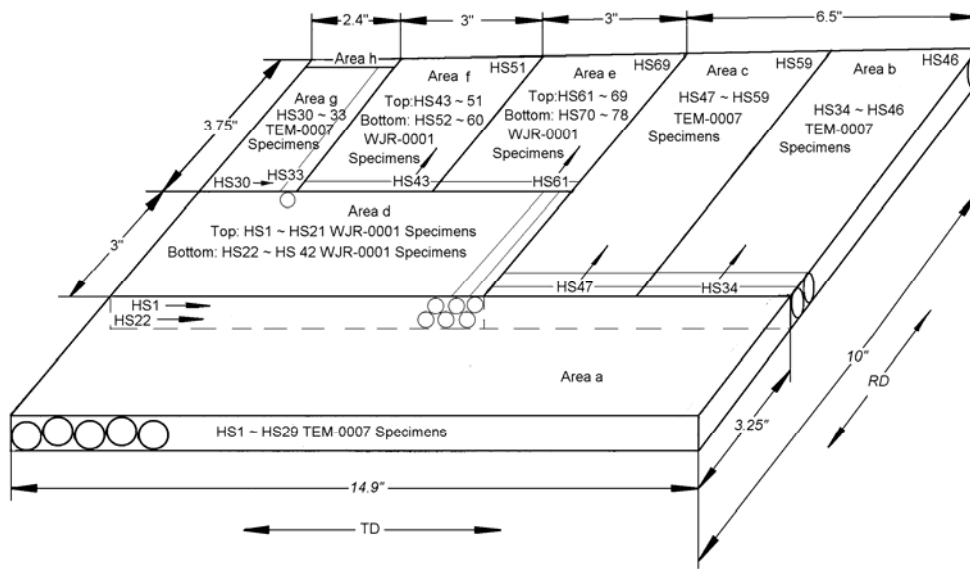 2.4"
3"
3"
6.5"
Area h
HS51
HS69
HS59
HS46
Area g
HS30 ~ 33
TEM-0007
Specimens
Area f
Top:HS43 ~ 51
Bottom: HS52 ~ 60
WJR-0001
Specimens
Area e
Top:HS61 ~ 69
Bottom: HS70 ~ 78
WJR-0001
Specimens
Area c
HS47 ~ HS59
TEM-0007
Specimens
Area b
HS34 ~ HS46
TEM-0007
Specimens
3.75"
HS30
HS33
HS43
HS61
Area d
Top: HS1 ~ HS21 WJR-0001 Specimens
Bottom: HS22 ~ HS 42 WJR-0001 Specimens
3"
HS47
HS34
HS1
HS22
Area a
10"
RD
3.25"
HS1 ~ HS29 TEM-0007 Specimens
14.9"
TD